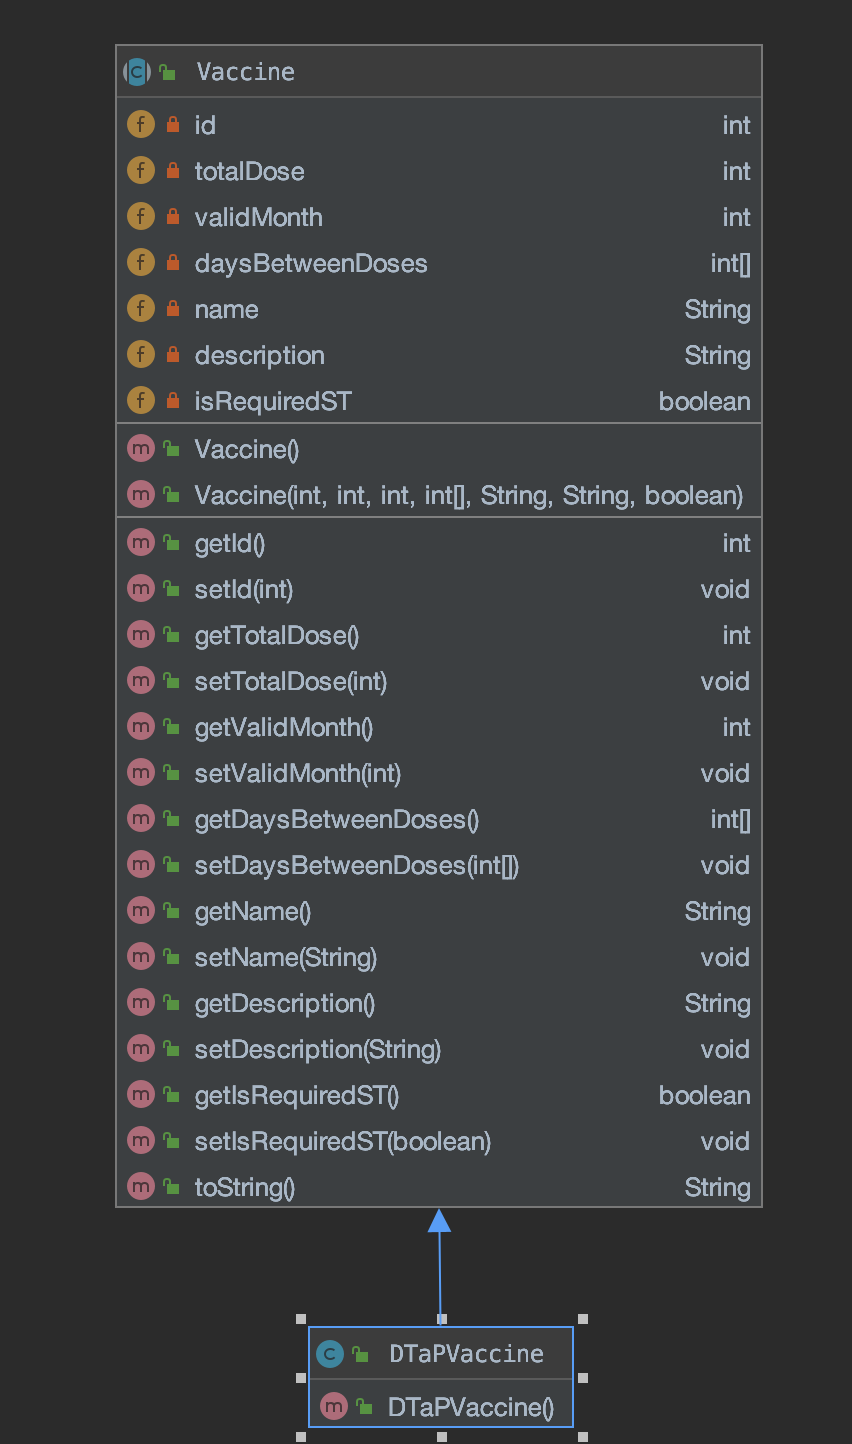 C Vaccine
f id int
f totalDose int
f validMonth int
f daysBetweenDoses int[]
f name String
f description String
f isRequiredST boolean
m Vaccine()
m Vaccine(int, int, int, int[], String, String, boolean)
m getId() int
m setId(int) void
m getTotalDose() int
m setTotalDose(int) void
m getValidMonth() int
m setValidMonth(int) void
m getDaysBetweenDoses() int[]
m setDaysBetweenDoses(int[]) void
m getName() String
m setName(String) void
m getDescription() String
m setDescription(String) void
m getIsRequiredST() boolean
m setIsRequiredST(boolean) void
m toString() String
C DTaPVaccine
m DTaPVaccine()